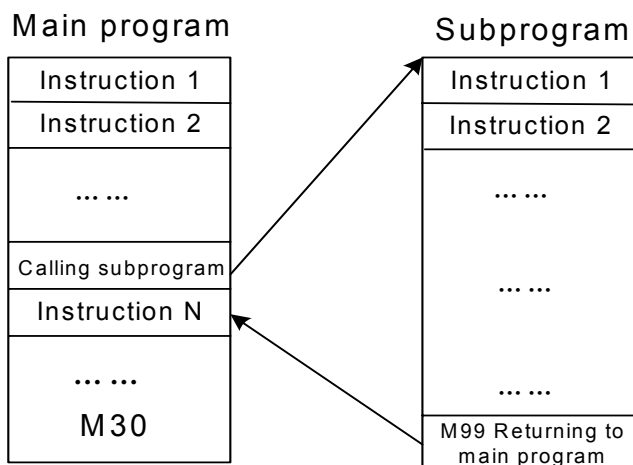 Main program
Instruction 1
Instruction 2
... ...
Calling subprogram
Instruction N
... ...
M30
Subprogram
Instruction 1
Instruction 2
... ...
... ...
... ...
M99 Returning to
main program